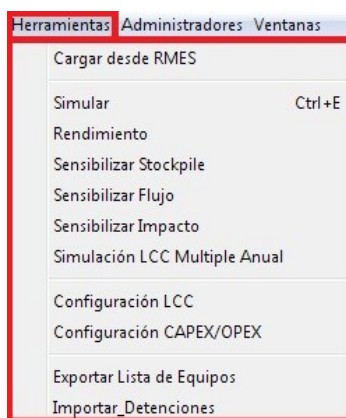 Herramientas Administradores Ventanas
Cargar desde RMES
Simular Ctrl+E
Rendimiento
Sensibilizar Stockpile
Sensibilizar Flujo
Sensibilizar Impacto
Simulación LCC Multiple Anual
Configuración LCC
Configuración CAPEX/OPEX
Exportar Lista de Equipos
Importar_Detenciones